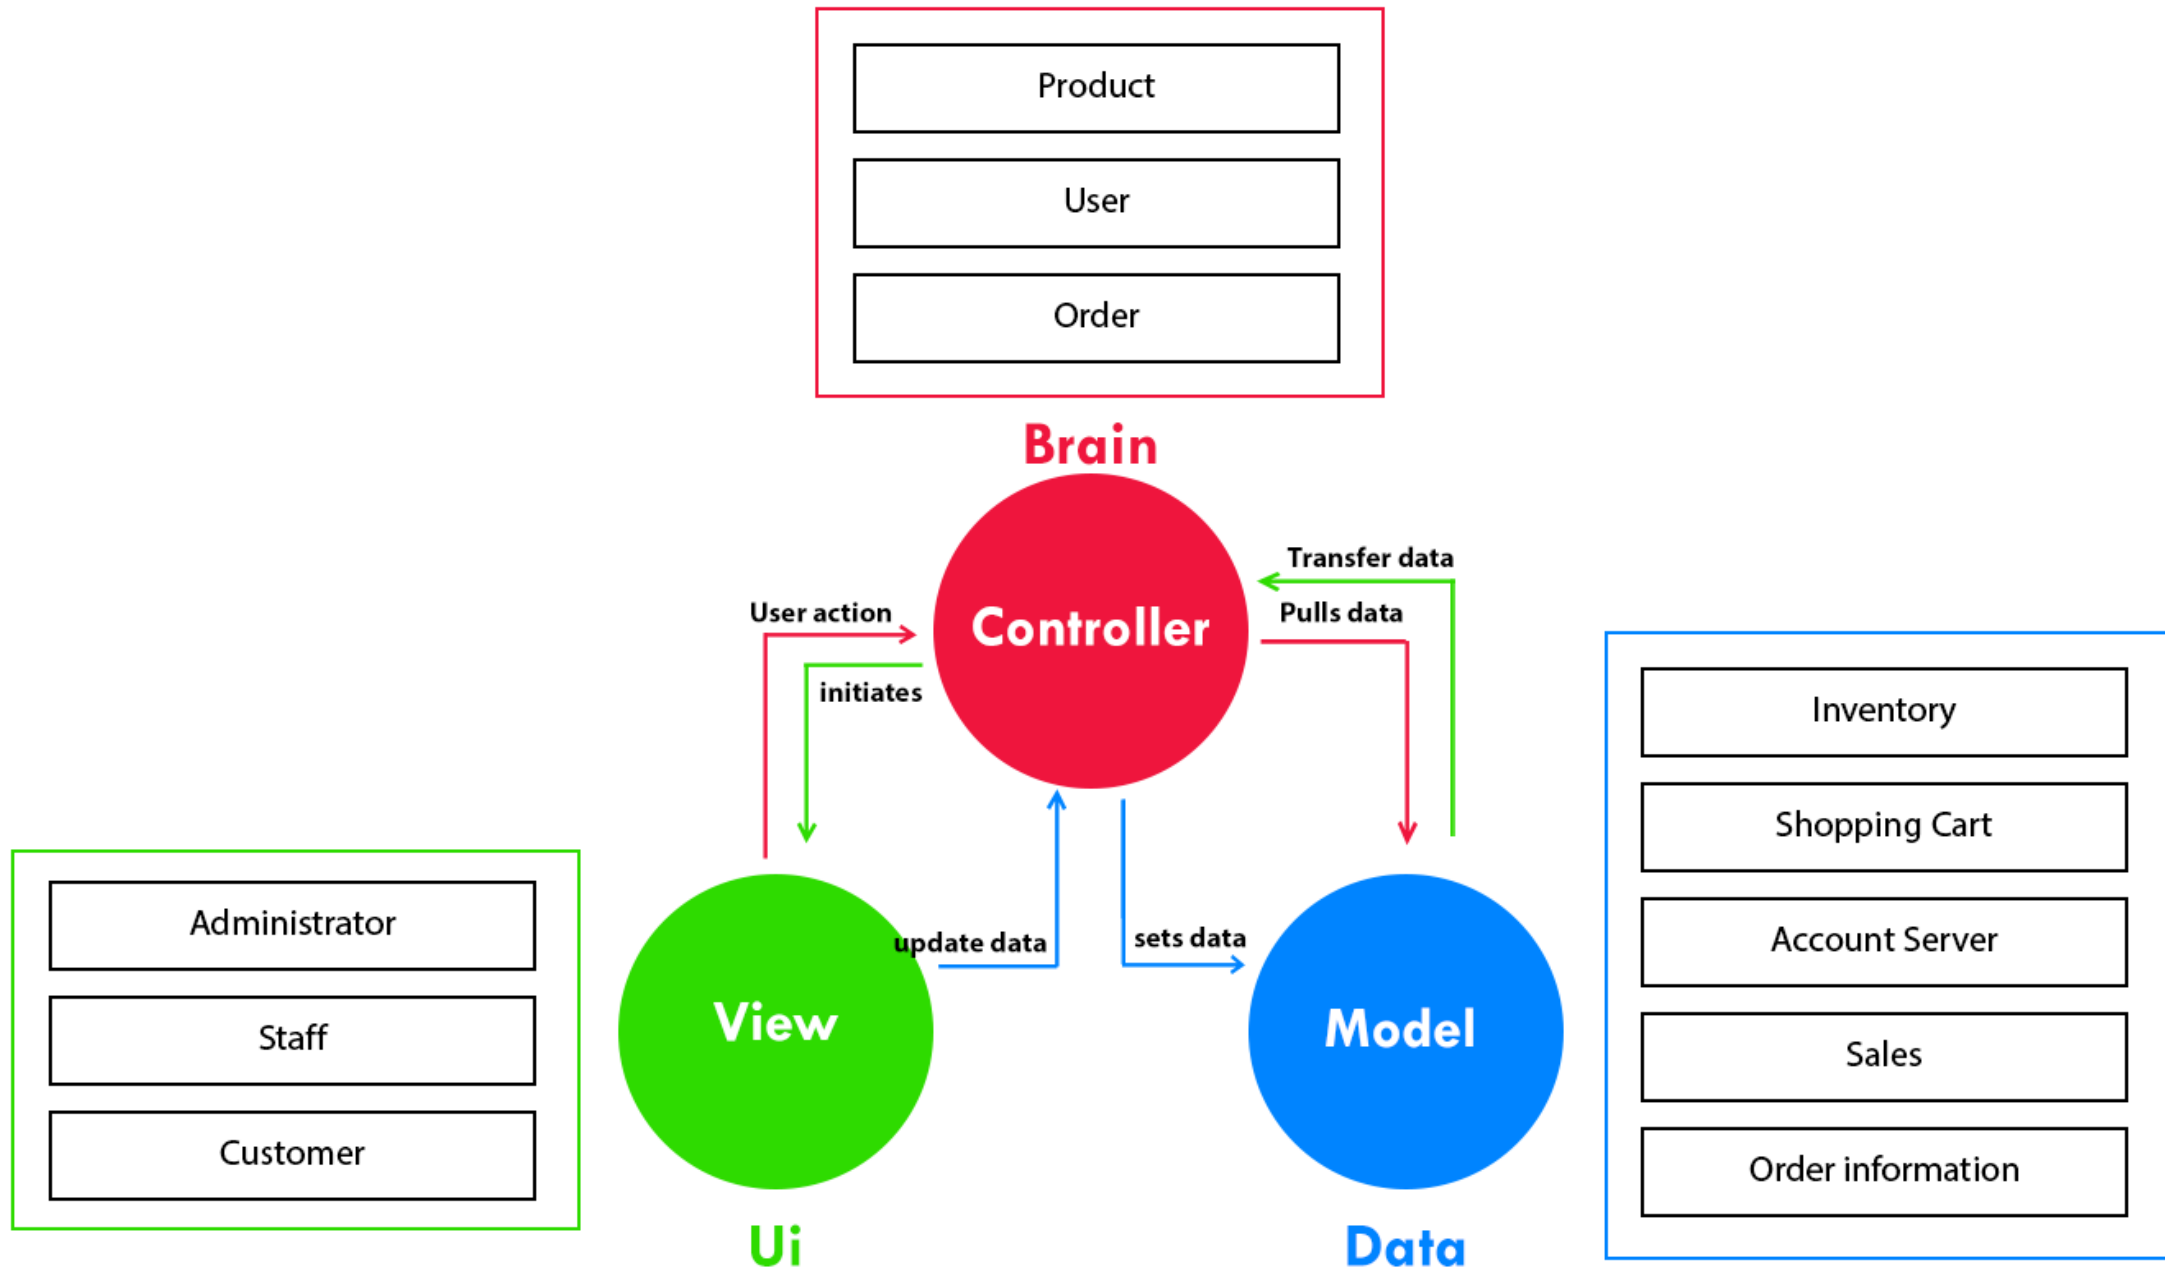 Product
User
Order
Brain
Controller
Transfer data
Pulls data
User action
initiates
update data
sets data
View
Ui
Model
Data
Administrator
Staff
Customer
Inventory
Shopping Cart
Account Server
Sales
Order information